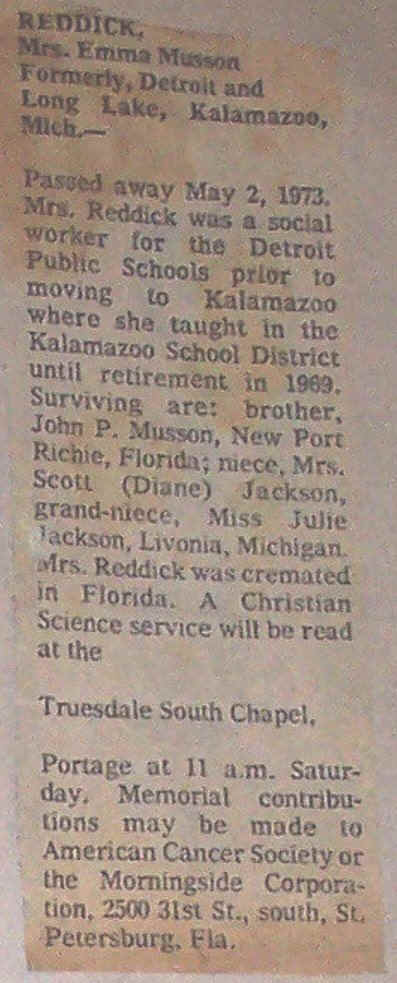 REDDICK,
Mrs. Emma Musson
Formerly, Detroit and
Long Lake, Kalamazoo,
Mich.—
Passed away May 2, 1973.
Mrs. Reddick was a social
worker for the Detroit
Public Schools prior to
moving to Kalamazoo
where she taught in the
Kalamazoo School District
until retirement in 1969.
Surviving are: brother,
John P. Musson, New Port
Richie, Florida; niece, Mrs.
Scott (Diane) Jackson,
grand-niece, Miss Julie
Jackson, Livonia, Michigan.
Mrs. Reddick was cremated
in Florida. A Christian
Science service will be read
at the
Truesdale South Chapel,
Portage at 11 a.m. Satur-
day. Memorial contribu-
tions may be made to
American Cancer Society or
the Morningside Corpora-
tion, 2500 31st St., south, St.
Petersburg, Fla.